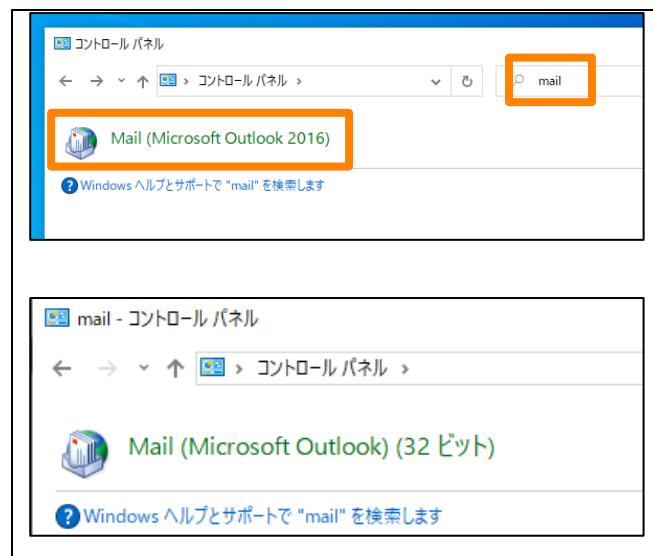 コントロール パネル
コントロール パネル
mail
Mail (Microsoft Outlook 2016)
Windows ヘルプとサポートで "mail" を検索します
mail - コントロール パネル
コントロール パネル
Mail (Microsoft Outlook) (32 ビット)
Windows ヘルプとサポートで "mail" を検索します